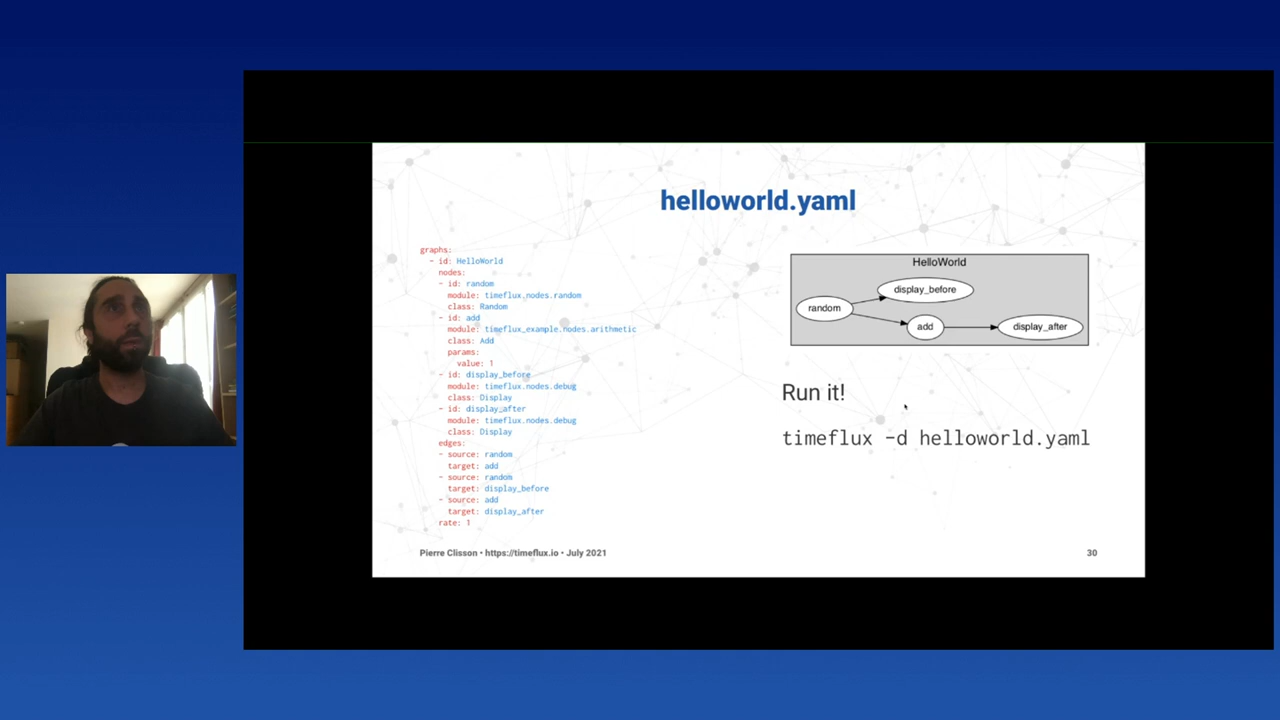 helloworld.yaml
graphs:
- id: HelloWorld
nodes:
- id: random
module: timeflux.nodes.random
class: Random
- id: add
module: timeflux_example.nodes.arithmetic
class: Add
params:
value: 1
- id: display_before
module: timeflux.nodes.debug
class: Display
- id: display_after
module: timeflux.nodes.debug
class: Display
edges:
- source: random
target: add
- source: random
target: display_before
- source: add
target: display_after
rate: 1
HelloWorld
display_before
random
add
display_after
Run it!
timeflux -d helloworld.yaml
Pierre Clisson • https://timeflux.io • July 2021
30